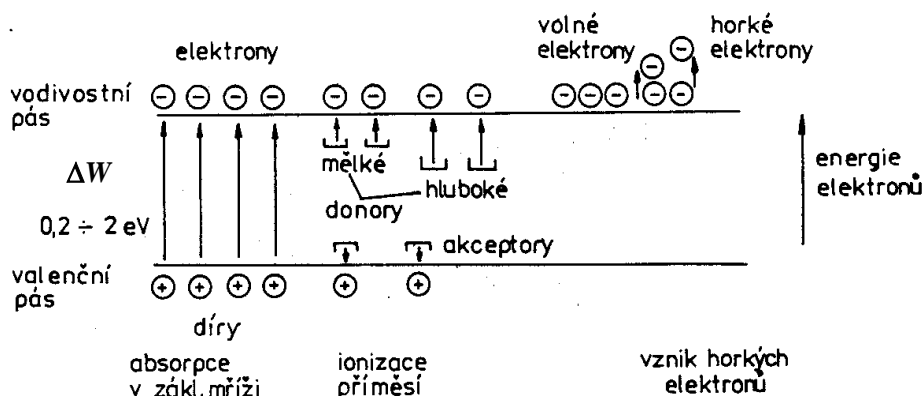 elektrony
volné
elektrony
horké
elektrony
vodivostní
pás
ΔW
0,2 ÷ 2 eV
mělké
hluboké
donory
akceptory
energie
elektronů
valenční
pás
díry
absorpce
v zákl. mříži
ionizace
příměsí
vznik horkých
elektronů